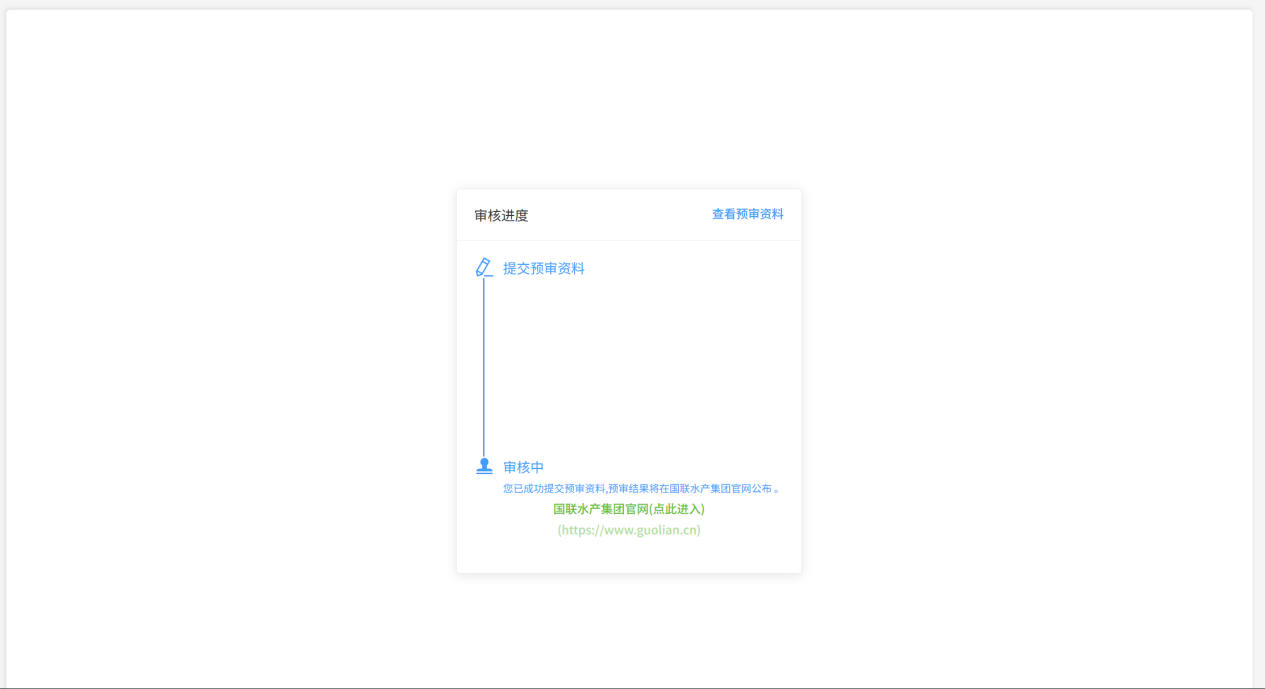 审核进度
查看预审资料
提交预审资料
审核中
您已成功提交预审资料,预审结果将在国联水产集团官网公布 。
国联水产集团官网(点此进入)
(https://www.guolian.cn)